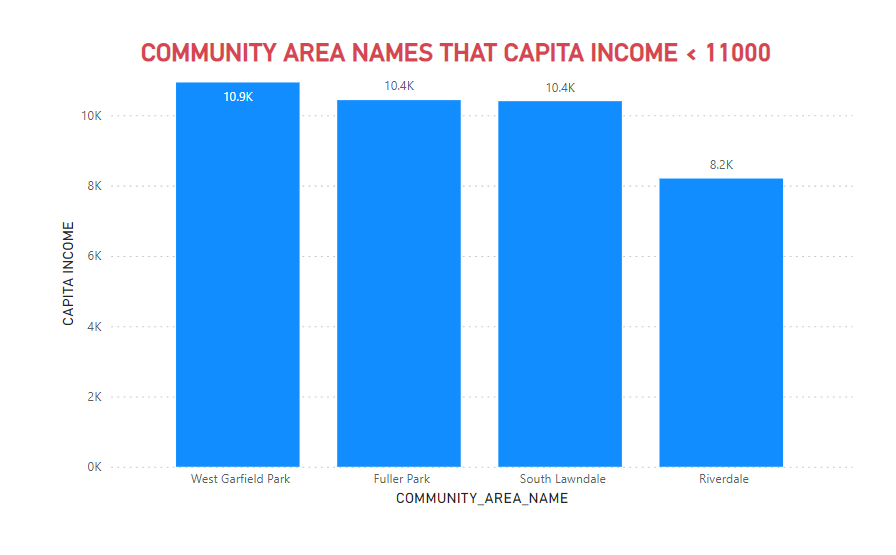 COMMUNITY AREA NAMES THAT CAPITA INCOME < 11000
10.9K
10.4K
10.4K
8.2K
10K
8K
6K
4K
2K
0K
CAPITA INCOME
West Garfield Park
Fuller Park
South Lawndale
Riverdale
COMMUNITY_AREA_NAME